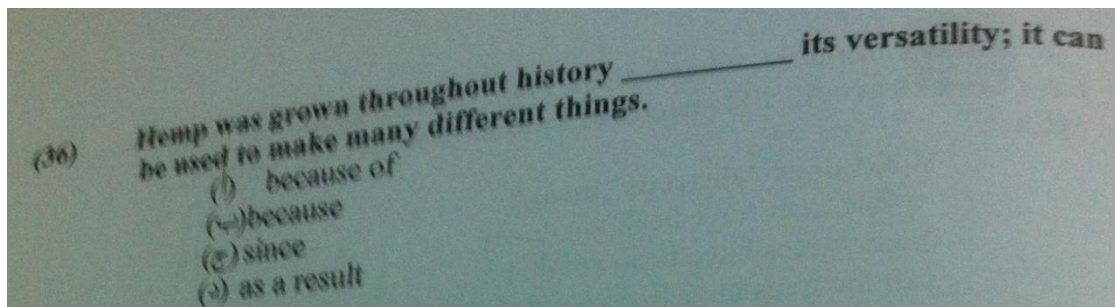 (36) Hemp was grown throughout history ________ its versatility; it can
be used to make many different things.
(ا) because of
(ب) because
(ج) since
(د) as a result